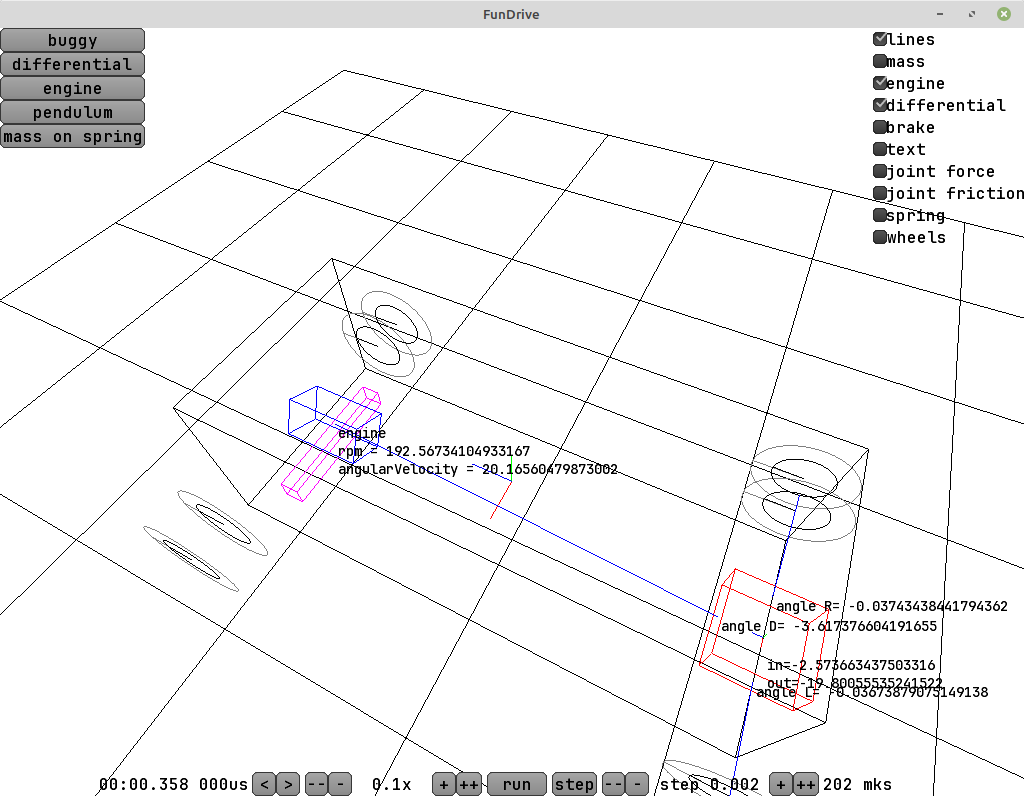 FunDrive
buggy
differential
engine
pendulum
mass on spring
lines
mass
engine
differential
brake
text
joint force
joint friction
spring
wheels
engine
rpm = 192.56734104933167
angularVelocity = 20.16560479873002
angle R= -0.03743438441794362
angle D= -3.617376604191655
in=-2.573663437503316
out=-19.80055535241522
angle L= -0.03673879075149138
00:00.358 000us < > -- - 0.1x + ++ run step -- - step 0.002 + ++ 202 mks